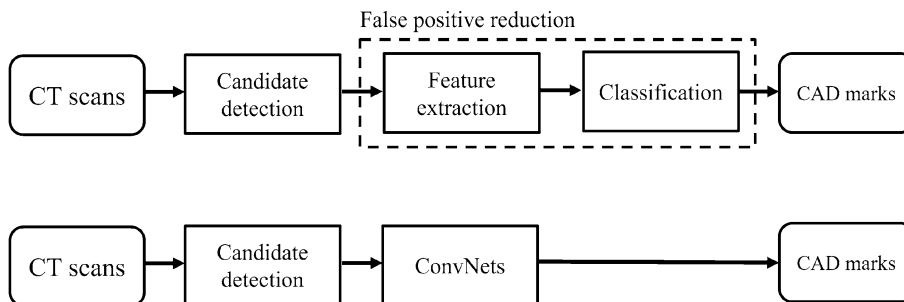 False positive reduction
CT scans
Candidate
detection
Feature
extraction
Classification
CAD marks
CT scans
Candidate
detection
ConvNets
CAD marks